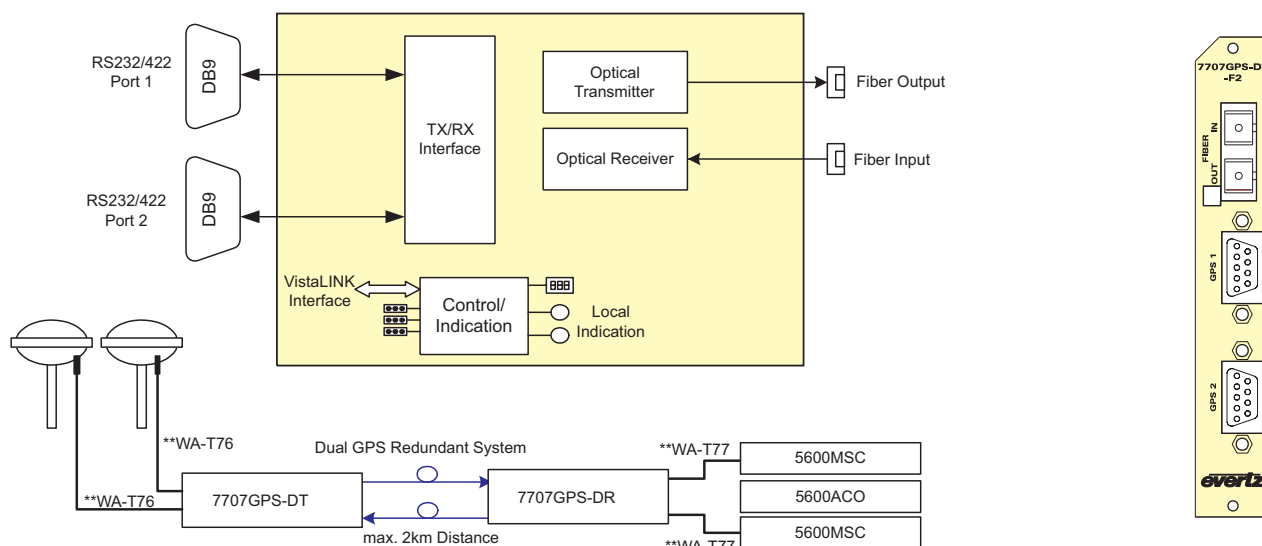 RS232/422
Port 1
DB9
TX/RX
Interface
Optical
Transmitter
Fiber Output
Optical Receiver
Fiber Input
RS232/422
Port 2
DB9
VistaLINK
Interface
Control/
Indication
Local
Indication
**WA-T76
**WA-T76
Dual GPS Redundant System
7707GPS-DT
max. 2km Distance
7707GPS-DR
**WA-T77
**WA-T77
5600MSC
5600ACO
5600MSC
7707GPS-D
-F2
FIBER
IN
OUT
GPS 1
GPS 2
evertz